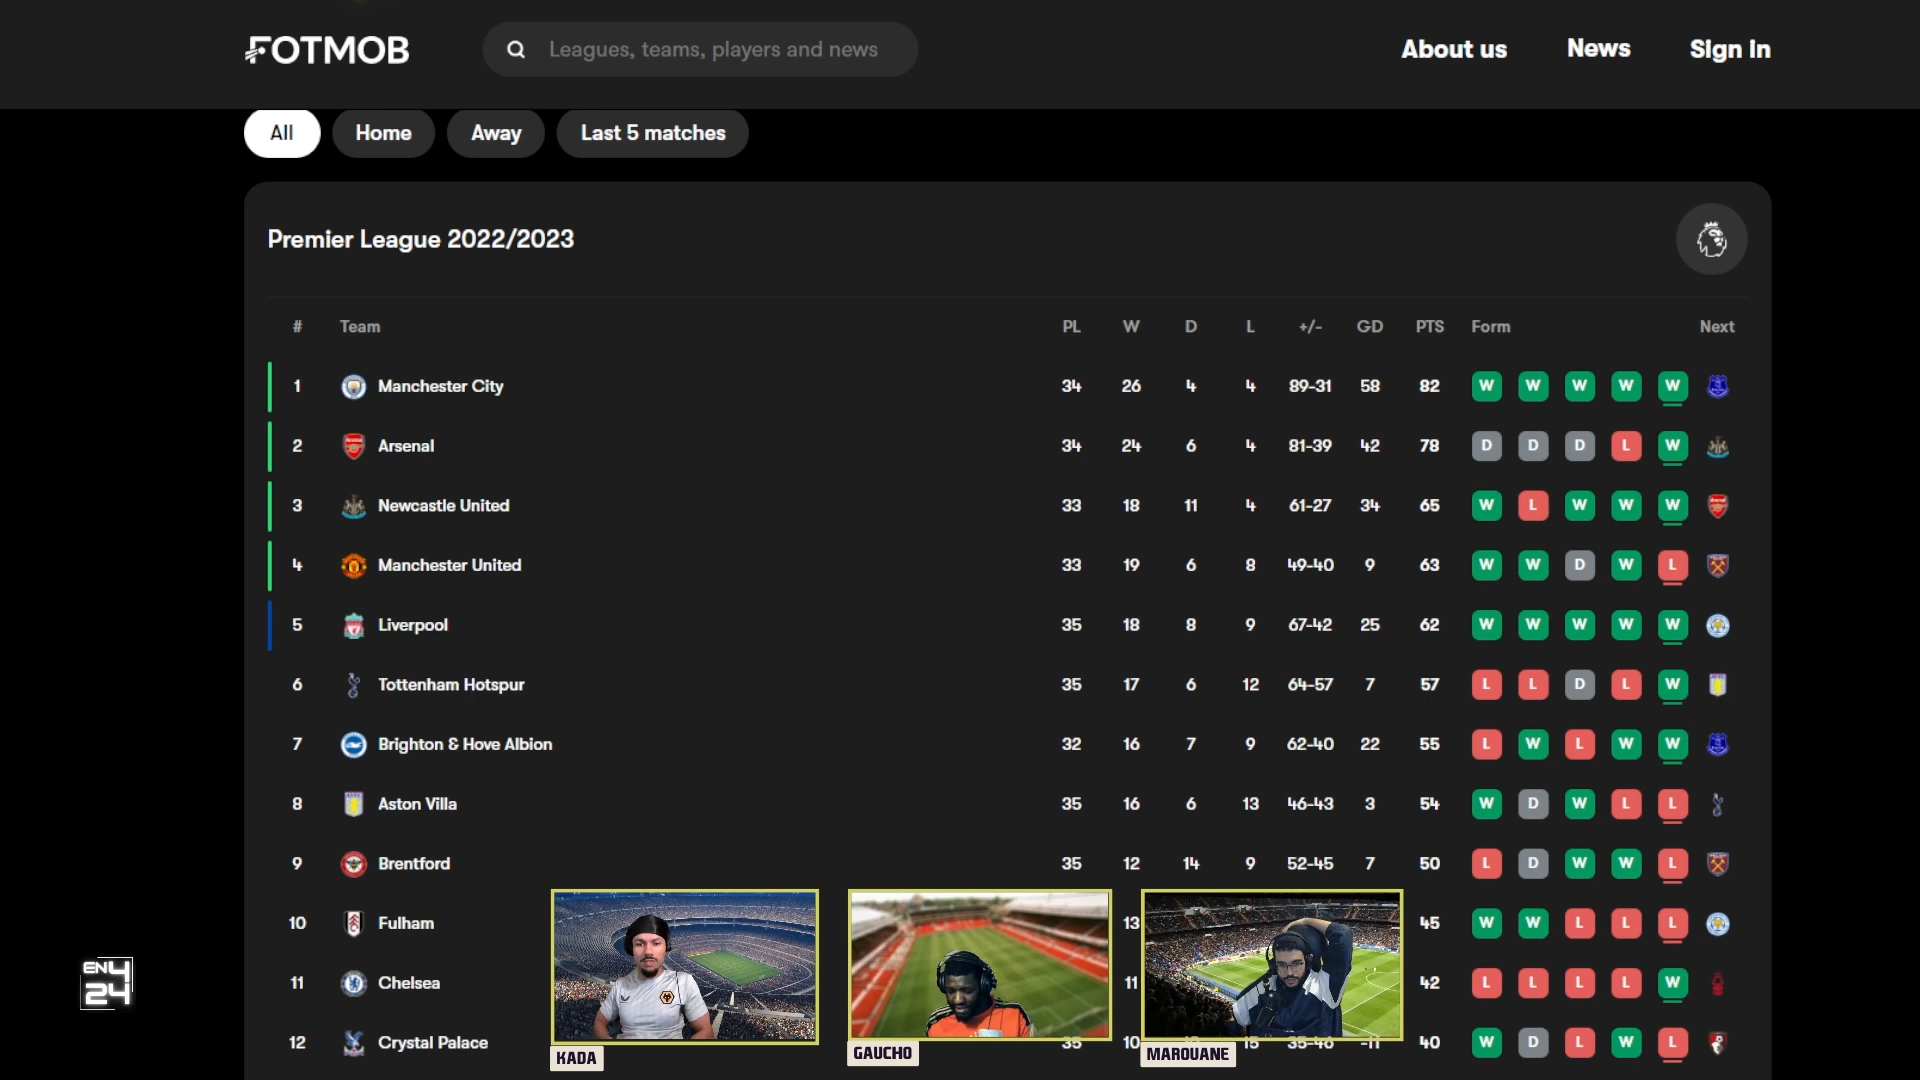 FOTMOB Leagues, teams, players and news About us News Sign in
All Home Away Last 5 matches
Premier League 2022/2023
# Team PL W D L +/- GD PTS Form Next
1 Manchester City 34 26 4 4 89-31 58 82 W W W W W
2 Arsenal 34 24 6 4 81-39 42 78 D D D L W
3 Newcastle United 33 18 11 4 61-27 34 65 W L W W W
4 Manchester United 33 19 6 8 49-40 9 63 W W D W L
5 Liverpool 35 18 8 9 67-42 25 62 W W W W W
6 Tottenham Hotspur 35 17 6 12 64-57 7 57 L L D L W
7 Brighton & Hove Albion 32 16 7 9 62-40 22 55 L W L W W
8 Aston Villa 35 16 6 13 46-43 3 54 W D W L L
9 Brentford 35 12 14 9 52-45 7 50 L D W W L
10 Fulham 13 45 W W L L L
11 Chelsea 11 42 L L L L W
12 Crystal Palace 35 10 15 35-46 -11 40 W D L W L
EN 4
24
KADA GAUCHO MAROUANE